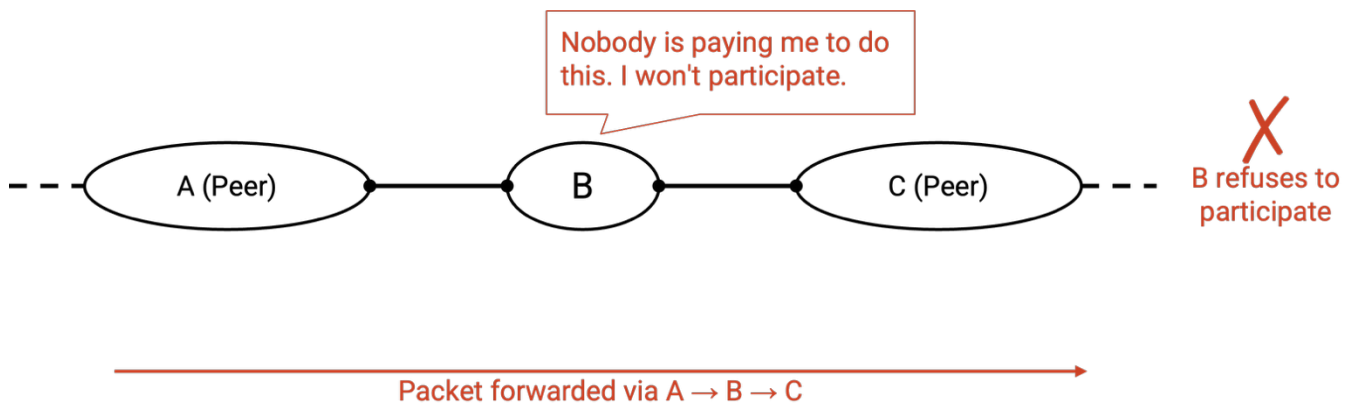 Nobody is paying me to do
this. I won't participate.
A (Peer)
B
C (Peer)
B refuses to
participate
Packet forwarded via A → B → C